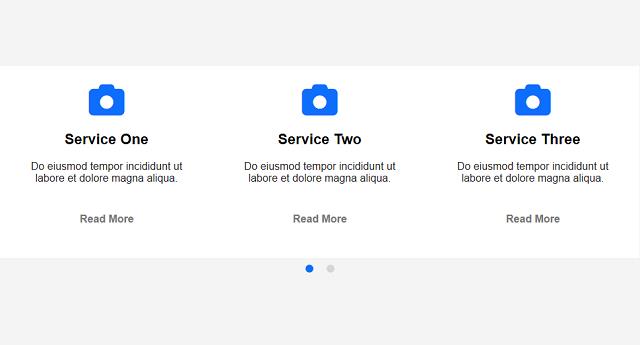 Service One
Do eiusmod tempor incididunt ut
labore et dolore magna aliqua.
Read More
Service Two
Do eiusmod tempor incididunt ut
labore et dolore magna aliqua.
Read More
Service Three
Do eiusmod tempor incididunt ut
labore et dolore magna aliqua.
Read More